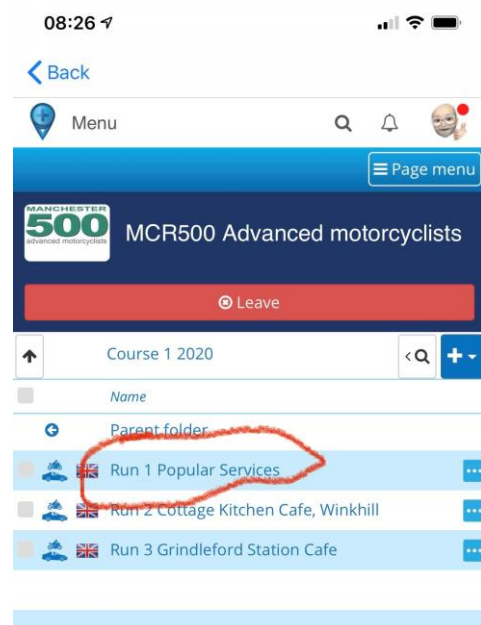 08:26
Back
Menu
Page menu
MANCHESTER
500
advanced motorcyclists
MCR500 Advanced motorcyclists
Leave
Course 1 2020
Name
Parent folder
Run 1 Popular Services
Run 2 Cottage Kitchen Cafe, Winkhill
Run 3 Grindleford Station Cafe